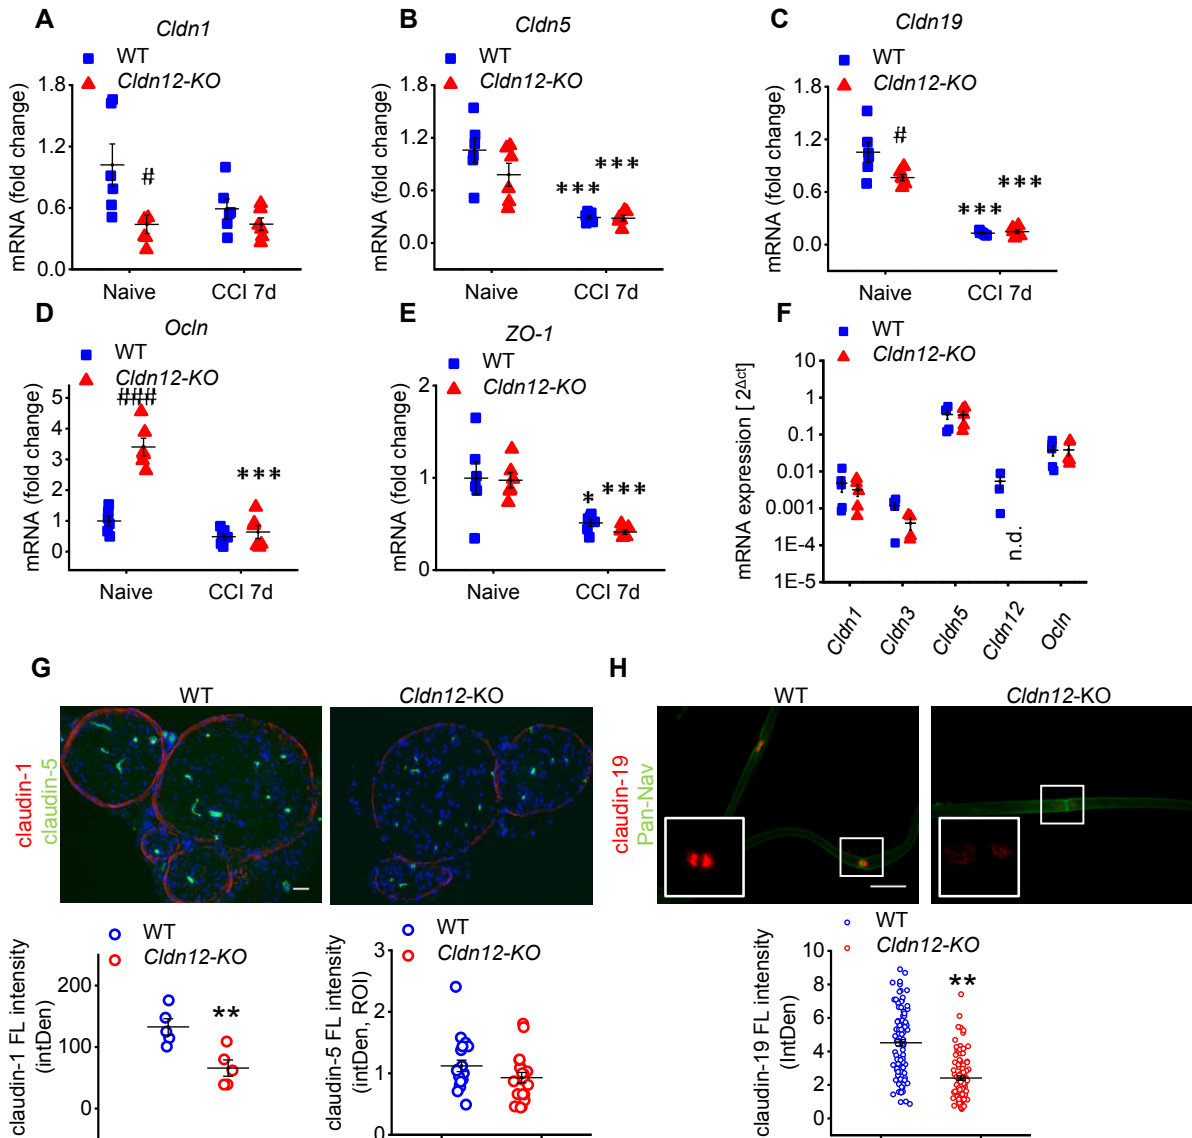 A
Cldn1
WT
Cldn12-KO
mRNA (fold change)
1.8
1.2
0.6
0.0
#
Naive
CCI 7d
B
Cldn5
WT
Cldn12-KO
mRNA (fold change)
1.8
1.2
0.6
0.0
***
***
Naive
CCI 7d
C
Cldn19
WT
Cldn12-KO
mRNA (fold change)
1.8
1.2
0.6
0.0
#
***
***
Naive
CCI 7d
D
Ocln
WT
Cldn12-KO
mRNA (fold change)
5
4
3
2
1
0
###
***
Naive
CCI 7d
E
ZO-1
WT
Cldn12-KO
mRNA (fold change)
2
1
0
*
***
Naive
CCI 7d
F
WT
Cldn12-KO
mRNA expression [ 2^Δct]
10
1
0.1
0.01
0.001
1E-4
1E-5
n.d.
Cldn1
Cldn3
Cldn5
Cldn12
Ocln
G
WT
Cldn12-KO
claudin-1
claudin-5
WT
Cldn12-KO
claudin-1 FL intensity
(intDen)
200
100
0
**
WT
Cldn12-KO
claudin-5 FL intensity
(intDen, ROI)
3
2
1
0
H
WT
Cldn12-KO
claudin-19
Pan-Nav
WT
Cldn12-KO
claudin-19 FL intensity
(IntDen)
10
8
6
4
2
0
**